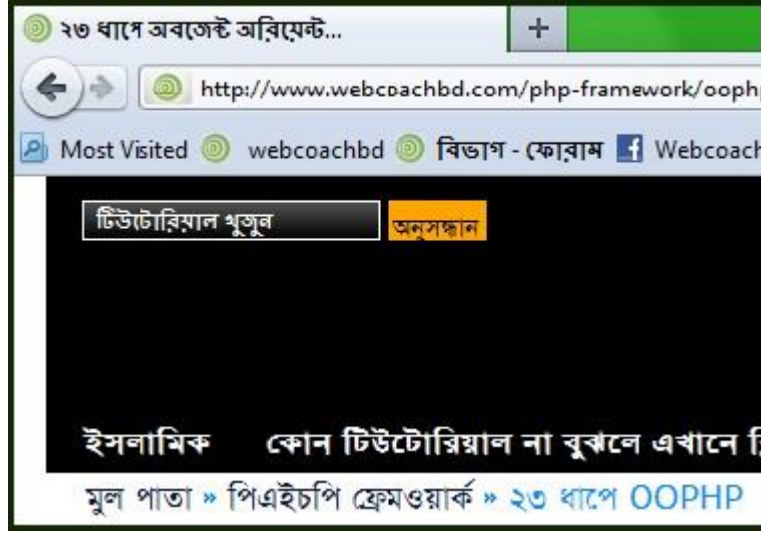 ২৩ ধাপে অবজেক্ট অরিয়েন্ট...
http://www.webcoachbd.com/php-framework/ooph
Most Visited webcoachbd বিভাগ - ফোরাম Webcoach
টিউটোরিয়াল খুজুন অনুসন্ধান
ইসলামিক কোন টিউটোরিয়াল না বুঝলে এখানে
মুল পাতা » পিএইচপি ফ্রেমওয়ার্ক » ২৩ ধাপে OOPHP